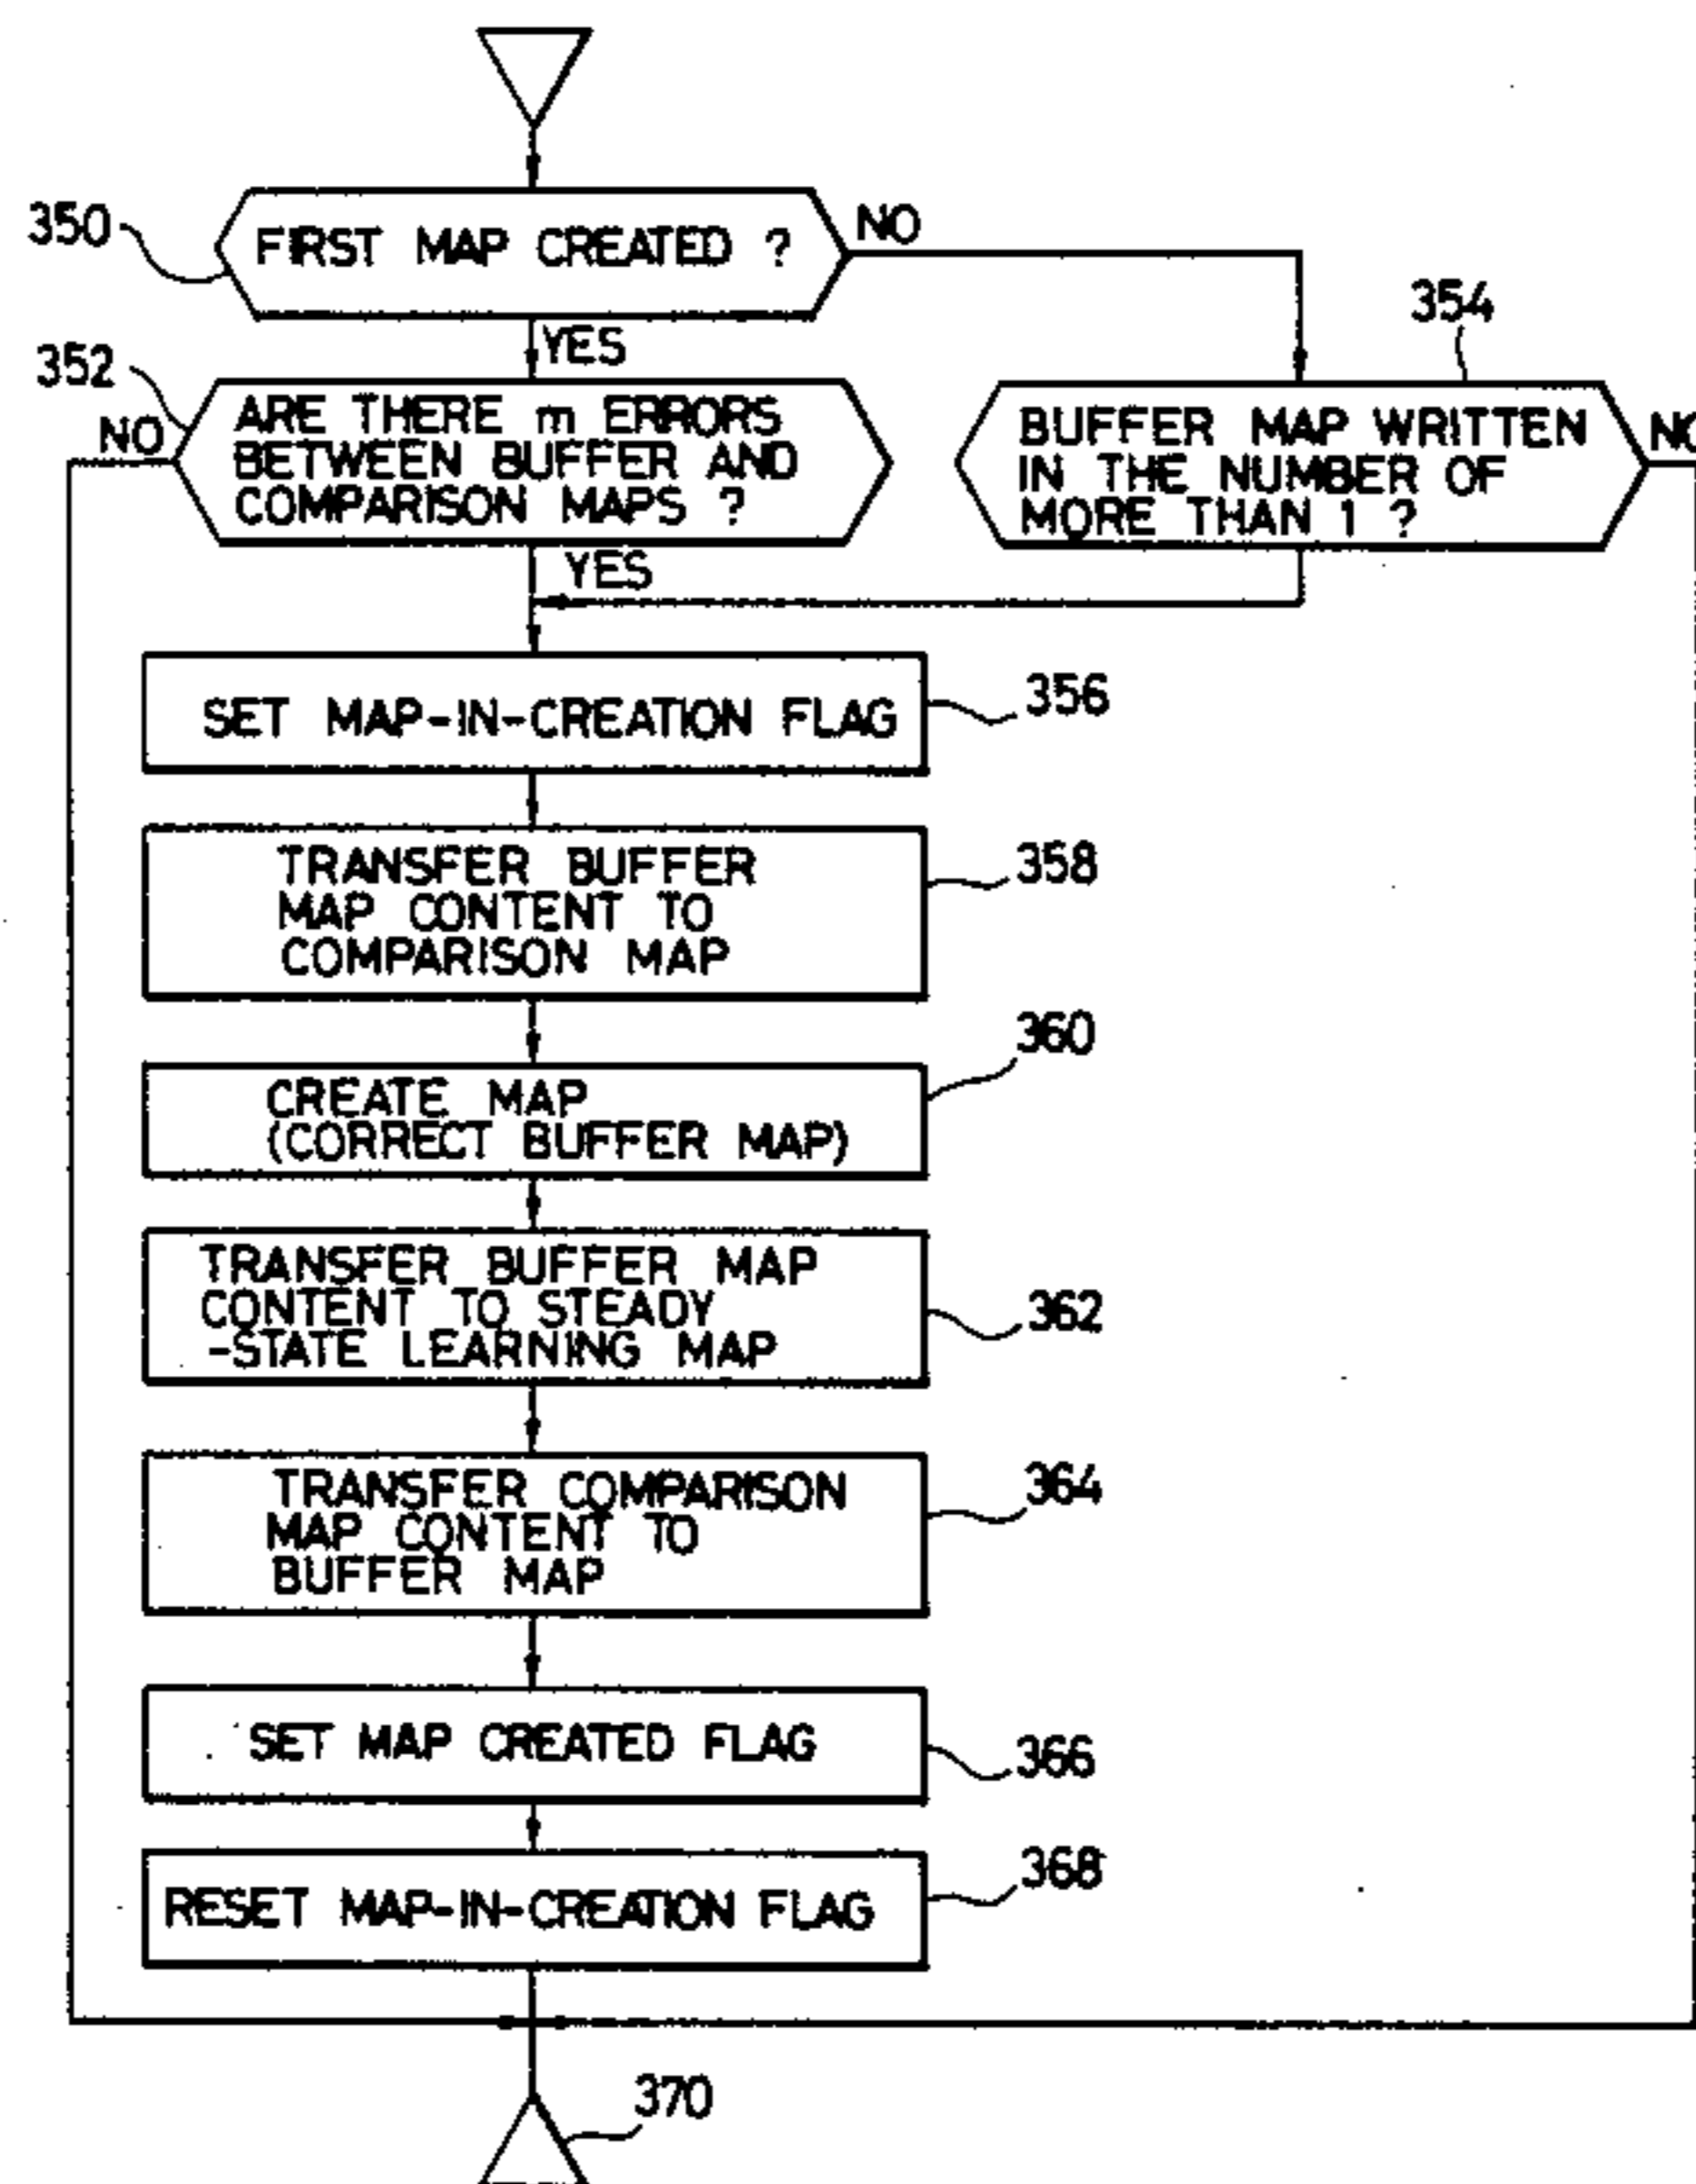 350
FIRST MAP CREATED ?
NO
YES
354
352
NO
ARE THERE m ERRORS
BETWEEN BUFFER AND
COMPARISON MAPS ?
BUFFER MAP WRITTEN
IN THE NUMBER OF
MORE THAN 1 ?
NO
YES
SET MAP-IN-CREATION FLAG
356
TRANSFER BUFFER
MAP CONTENT TO
COMPARISON MAP
358
CREATE MAP
(CORRECT BUFFER MAP)
360
TRANSFER BUFFER MAP
CONTENT TO STEADY
-STATE LEARNING MAP
362
TRANSFER COMPARISON
MAP CONTENT TO
BUFFER MAP
364
SET MAP CREATED FLAG
366
RESET MAP-IN-CREATION FLAG
368
370